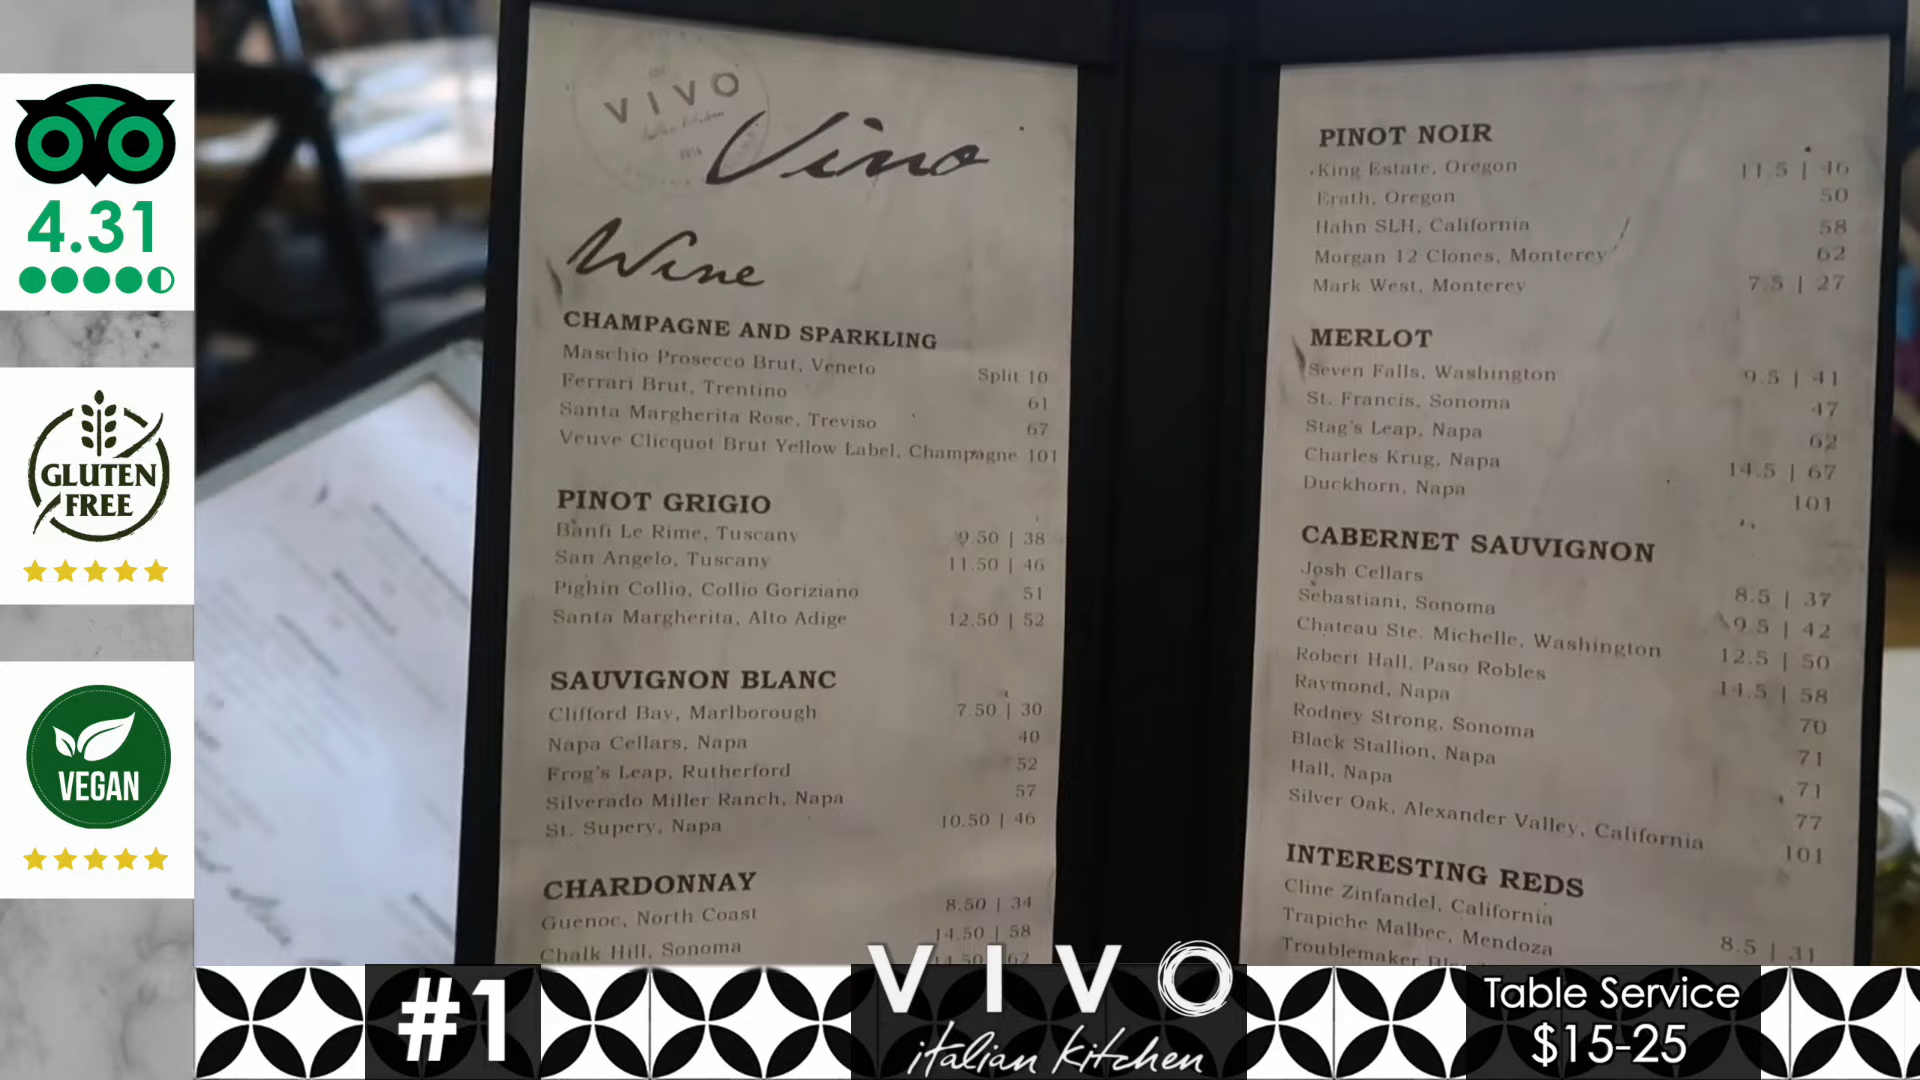 4.31
GLUTEN
FREE
VEGAN
VIVO
Italian Kitchen
Vino
Wine
CHAMPAGNE AND SPARKLING
Maschio Prosecco Brut, Veneto Split 10
Ferrari Brut, Trentino 61
Santa Margherita Rose, Treviso 67
Veuve Clicquot Brut Yellow Label, Champagne 101
PINOT GRIGIO
Banfi Le Rime, Tuscany 9.50 | 38
San Angelo, Tuscany 11.50 | 46
Pighin Collio, Collio Goriziano 51
Santa Margherita, Alto Adige 12.50 | 52
SAUVIGNON BLANC
Clifford Bay, Marlborough 7.50 | 30
Napa Cellars, Napa 40
Frog's Leap, Rutherford 52
Silverado Miller Ranch, Napa 57
St. Supery, Napa 10.50 | 46
CHARDONNAY
Guenoc, North Coast 8.50 | 34
Chalk Hill, Sonoma 14.50 | 58
PINOT NOIR
King Estate, Oregon 11.5 | 46
Erath, Oregon 50
Hahn SLH, California 58
Morgan 12 Clones, Monterey 62
Mark West, Monterey 7.5 | 27
MERLOT
Seven Falls, Washington 9.5 | 41
St. Francis, Sonoma 47
Stag's Leap, Napa 62
Charles Krug, Napa 14.5 | 67
Duckhorn, Napa 101
CABERNET SAUVIGNON
Josh Cellars 8.5 | 37
Sebastiani, Sonoma 9.5 | 42
Chateau Ste. Michelle, Washington 12.5 | 50
Robert Hall, Paso Robles 14.5 | 58
Raymond, Napa 70
Rodney Strong, Sonoma 71
Black Stallion, Napa 71
Hall, Napa 77
Silver Oak, Alexander Valley, California 101
INTERESTING REDS
Cline Zinfandel, California 8.5 | 31
Trapiche Malbec, Mendoza
Troublemaker
#1
VIVO
italian kitchen
Table Service
$15-25